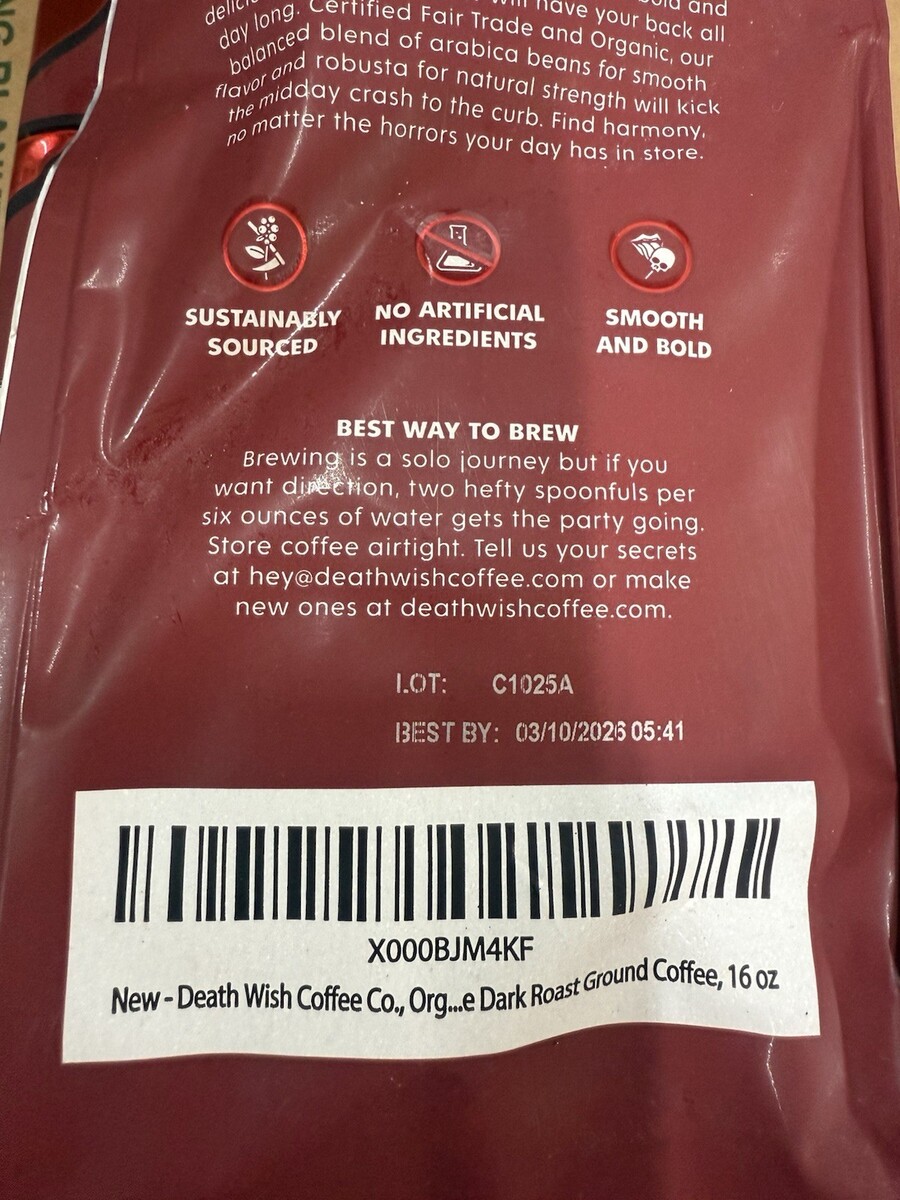 will have your back all
day long. Certified Fair Trade and Organic, our
balanced blend of arabica beans for smooth
flavor and robusta for natural strength will kick
the midday crash to the curb. Find harmony,
no matter the horrors your day has in store.
SUSTAINABLY
SOURCED
NO ARTIFICIAL
INGREDIENTS
SMOOTH
AND BOLD
BEST WAY TO BREW
Brewing is a solo journey but if you
want direction, two hefty spoonfuls per
six ounces of water gets the party going.
Store coffee airtight. Tell us your secrets
at hey@deathwishcoffee.com or make
new ones at deathwishcoffee.com.
LOT: C1025A
BEST BY: 03/10/2026 05:41
X000BJM4KF
New - Death Wish Coffee Co., Org...e Dark Roast Ground Coffee, 16 oz